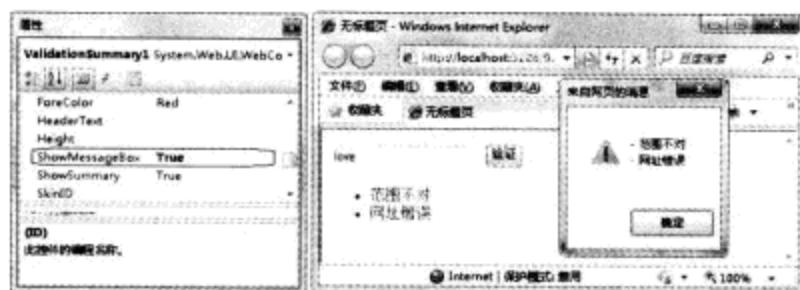 属性
ValidationSummary1 System.Web.UI.WebCo
ForeColor Red
HeaderText
Height
ShowMessageBox True
ShowSummary True
SkinID
(ID)
此控件的编程名称。
无标题页 - Windows Internet Explorer
http://localhost
百度搜索
文件(F) 编辑(E) 查看(V) 收藏夹(A)
收藏夹 无标题页
love 验证
• 范围不对
• 网址错误
来自网页的消息
- 范围不对
- 网址错误
确定
Internet | 保护模式: 禁用 100%